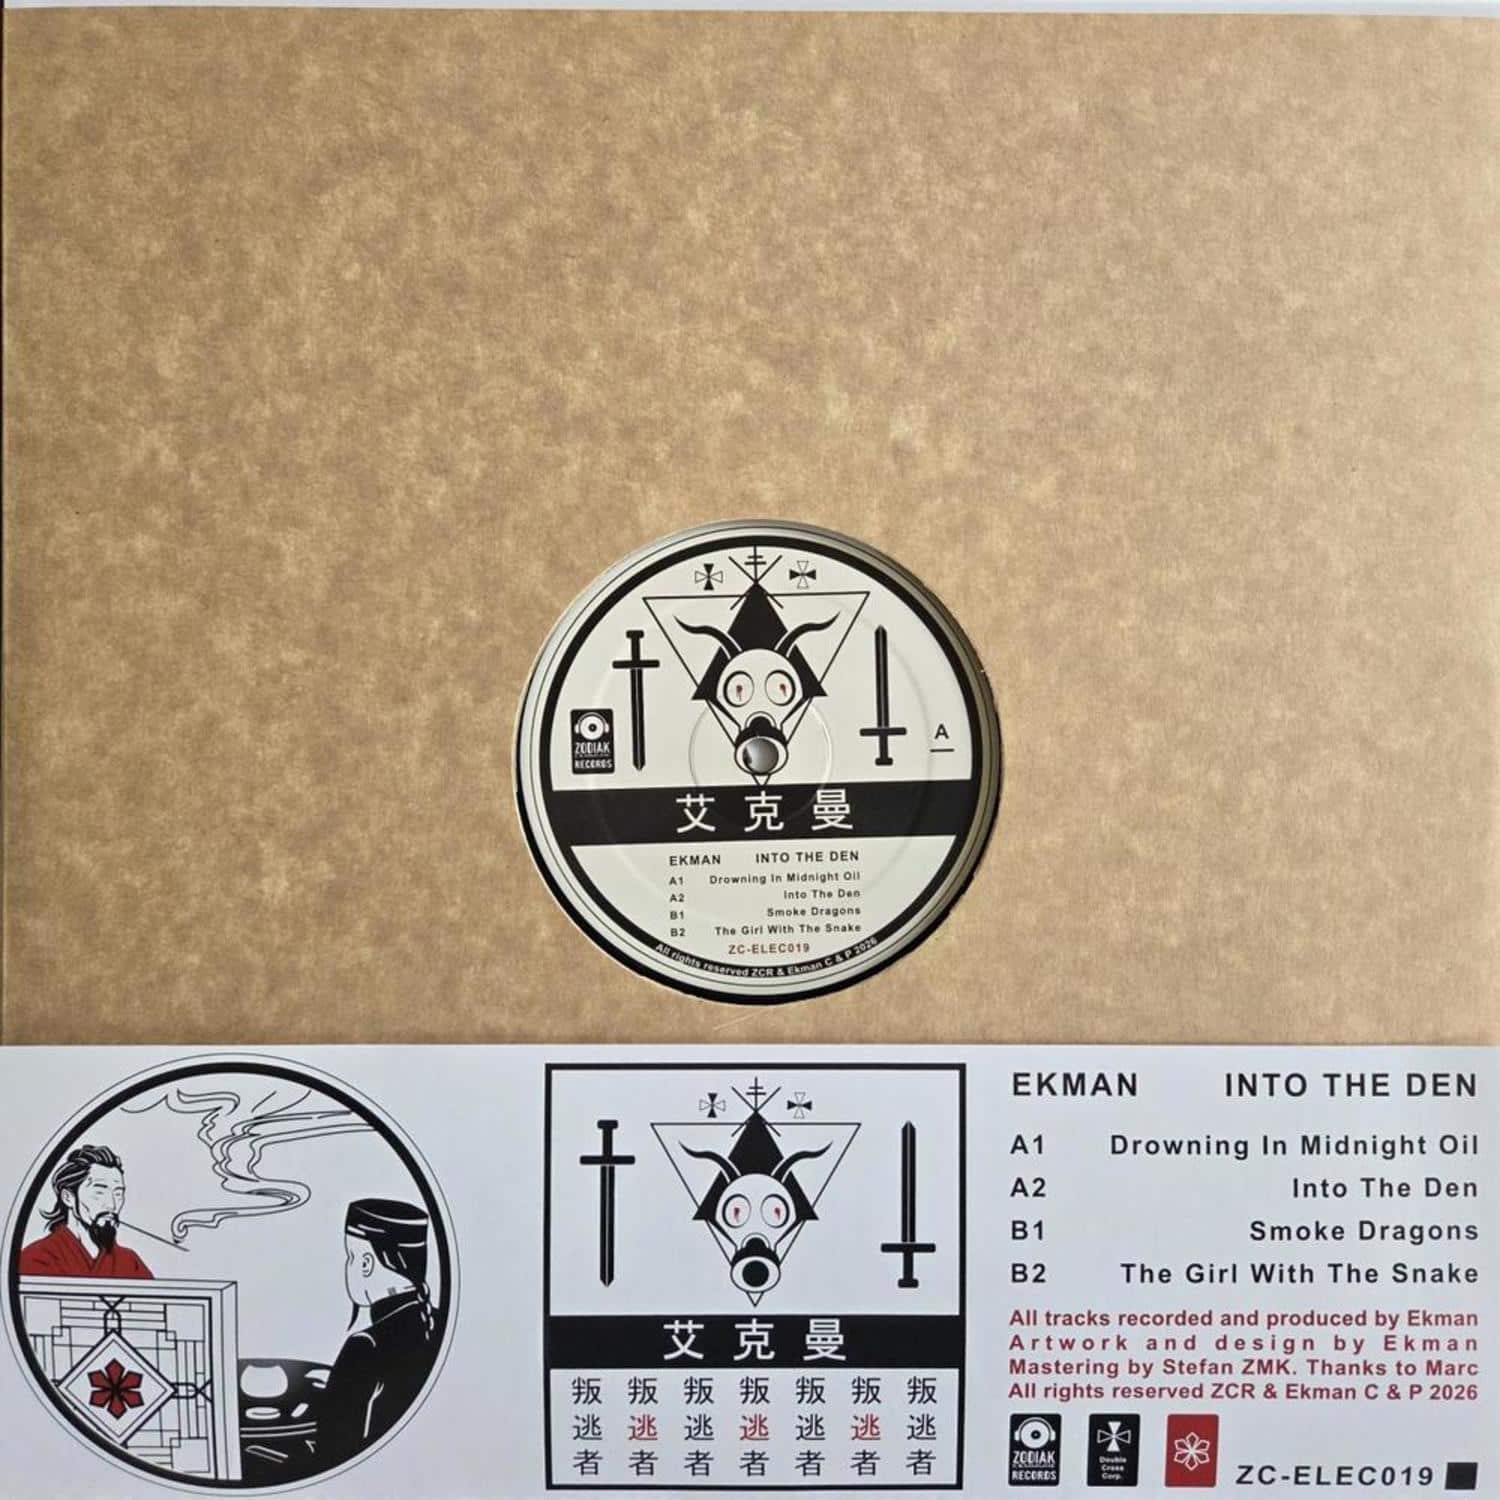 A
ZODIAK
RECORDS
艾克曼
EKMAN INTO THE DEN
A1 Drowning In Midnight Oil
A2 Into The Den
B1 Smoke Dragons
B2 The Girl With The Snake
ZC-ELEC019
All rights reserved ZCR & Ekman C & P 2026
艾克曼
叛叛叛叛叛叛叛
逃逃逃逃逃逃逃
者者者者者者者
EKMAN INTO THE DEN
A1 Drowning In Midnight Oil
A2 Into The Den
B1 Smoke Dragons
B2 The Girl With The Snake
All tracks recorded and produced by Ekman
Artwork and design by Ekman
Mastering by Stefan ZMK. Thanks to Marc
All rights reserved ZCR & Ekman C & P 2026
ZODIAK
RECORDS
Double
Cross
Corp.
ZC-ELEC019